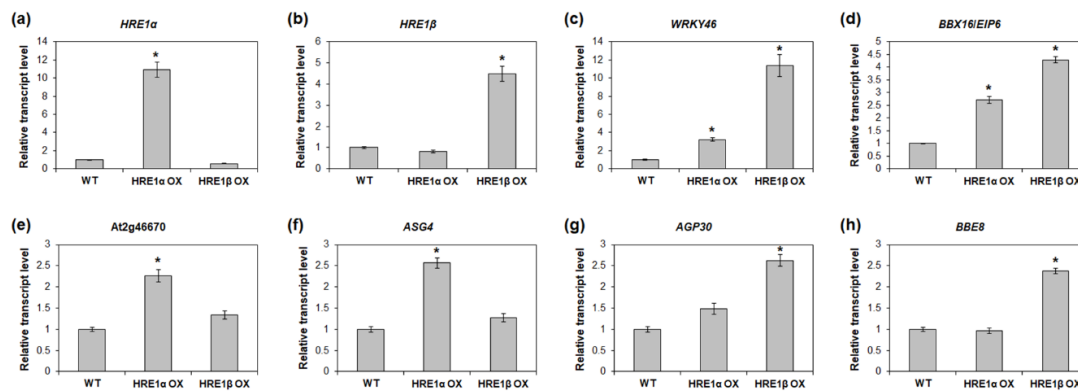 (a) HRE1α
Relative transcript level
14
12
10
8
6
4
2
0
*
WT HRE1α OX HRE1β OX
(b) HRE1β
Relative transcript level
6
5
4
3
2
1
0
*
WT HRE1α OX HRE1β OX
(c) WRKY46
Relative transcript level
14
12
10
8
6
4
2
0
*
*
WT HRE1α OX HRE1β OX
(d) BBX16/EIP6
Relative transcript level
5
4.5
4
3.5
3
2.5
2
1.5
1
0.5
*
*
WT HRE1α OX HRE1β OX
(e) At2g46670
Relative transcript level
3
2.5
2
1.5
1
0.5
0
*
WT HRE1α OX HRE1β OX
(f) ASG4
Relative transcript level
3
2.5
2
1.5
1
0.5
0
*
WT HRE1α OX HRE1β OX
(g) AGP30
Relative transcript level
3
2.5
2
1.5
1
0.5
0
*
WT HRE1α OX HRE1β OX
(h) BBE8
Relative transcript level
3
2.5
2
1.5
1
0.5
0
*
WT HRE1α OX HRE1β OX